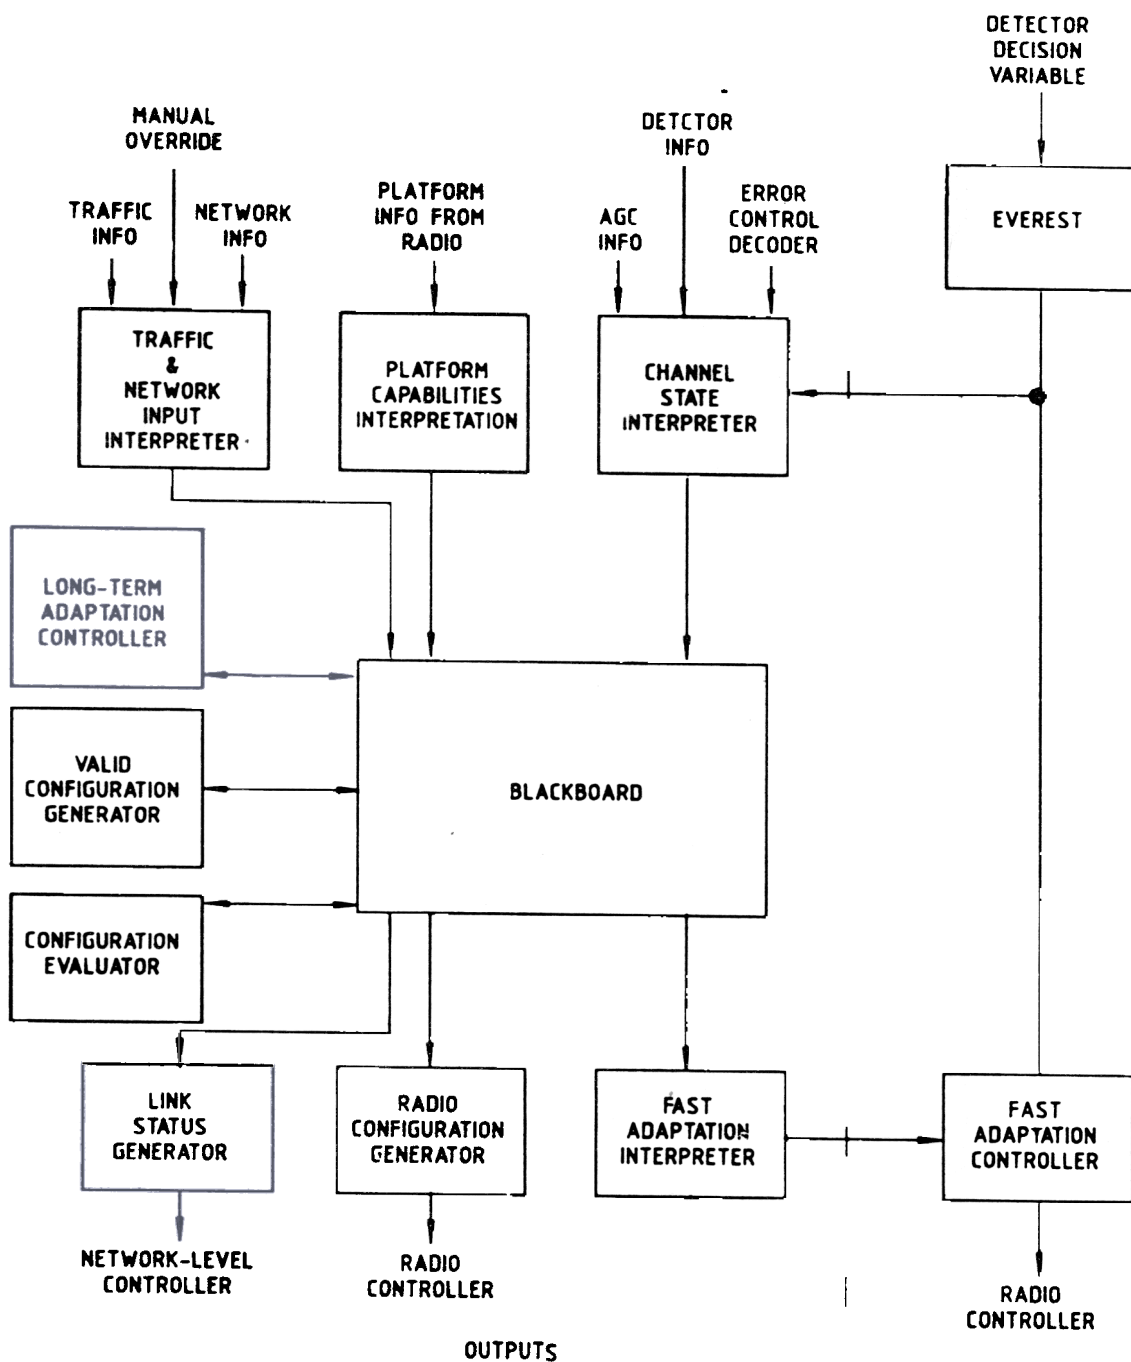 DETECTOR
DECISION
VARIABLE
MANUAL
OVERRIDE
DETCTOR
INFO
TRAFFIC
INFO
NETWORK
INFO
PLATFORM
INFO FROM
RADIO
AGC
INFO
ERROR
CONTROL
DECODER
EVEREST
TRAFFIC
&
NETWORK
INPUT
INTERPRETER
PLATFORM
CAPABILITIES
INTERPRETATION
CHANNEL
STATE
INTERPRETER
LONG-TERM
ADAPTATION
CONTROLLER
VALID
CONFIGURATION
GENERATOR
BLACKBOARD
CONFIGURATION
EVALUATOR
LINK
STATUS
GENERATOR
RADIO
CONFIGURATION
GENERATOR
FAST
ADAPTATION
INTERPRETER
FAST
ADAPTATION
CONTROLLER
NETWORK-LEVEL
CONTROLLER
RADIO
CONTROLLER
RADIO
CONTROLLER
OUTPUTS